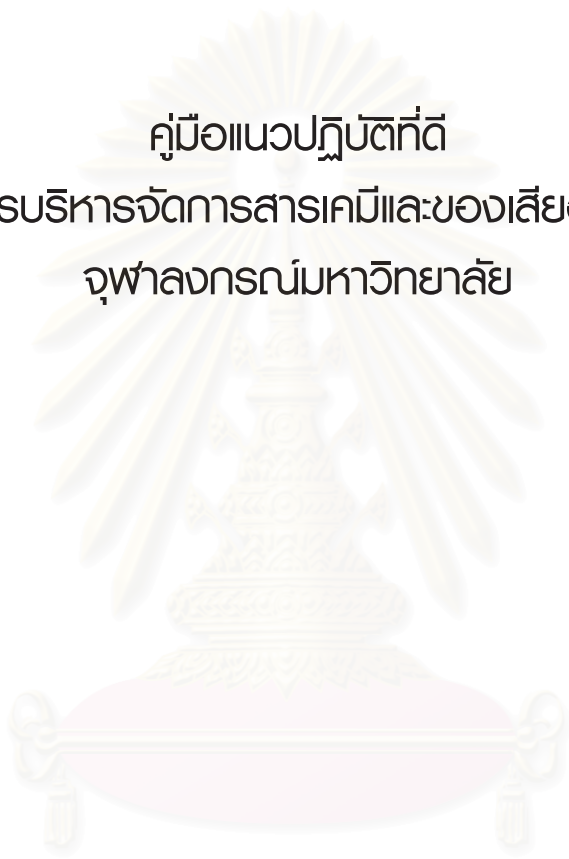 คู่มือแนวปฏิบัติที่ดี
รบริหารจัดการสารเคมีและของเสีย
จุฬาลงกรณ์มหาวิทยาลัย